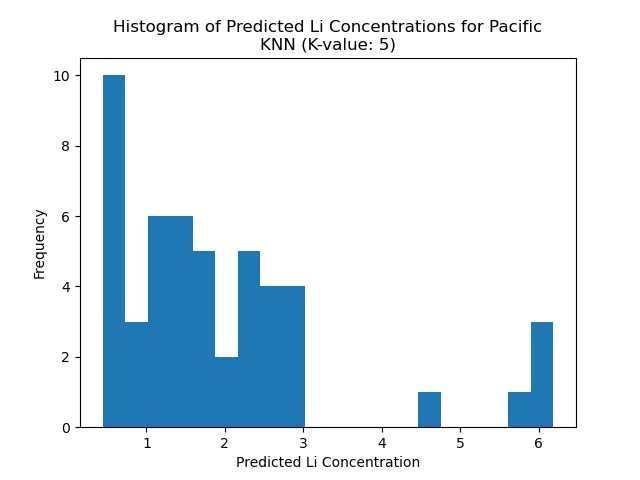 Histogram of Predicted Li Concentrations for Pacific
KNN (K-value: 5)
10
8
6
4
2
0
Frequency
1 2 3 4 5 6
Predicted Li Concentration